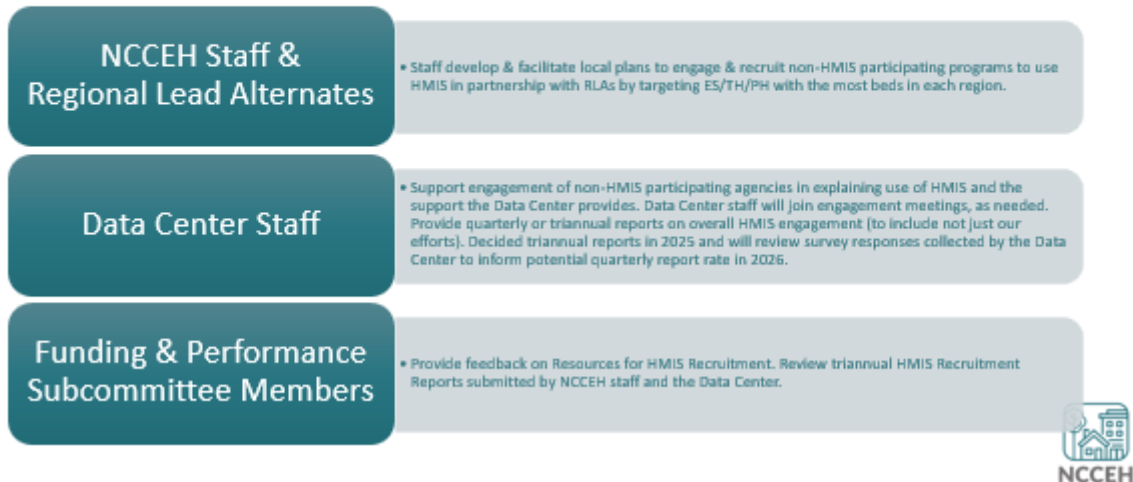 NCCEH Staff &
Regional Lead Alternates
• Staff develop & facilitate local plans to engage & recruit non-HMIS participating programs to use
HMIS in partnership with RLAs by targeting ES/TH/PH with the most beds in each region.
Data Center Staff
• Support engagement of non-HMIS participating agencies in explaining use of HMIS and the
support the Data Center provides. Data Center staff will join engagement meetings, as needed.
Provide quarterly or triannual reports on overall HMIS engagement (to include not just our
efforts). Decided triannual reports in 2025 and will review survey responses collected by the Data
Center to inform potential quarterly report rate in 2026.
Funding & Performance
Subcommittee Members
• Provide feedback on Resources for HMIS Recruitment. Review triannual HMIS Recruitment
Reports submitted by NCCEH staff and the Data Center.
NCCEH